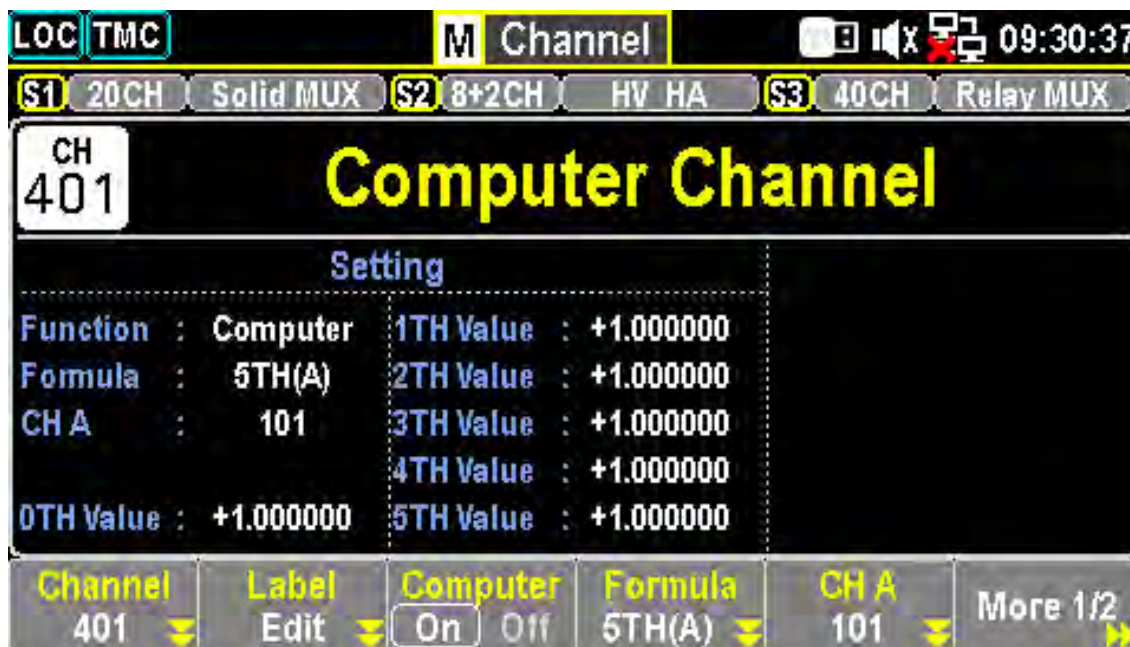 LOC TMC M Channel 09:30:37
S1 20CH Solid MUX S2 8+2CH HV HA S3 40CH Relay MUX
CH
401
Computer Channel
Setting
Function : Computer 1TH Value : +1.000000
Formula : 5TH(A) 2TH Value : +1.000000
CH A : 101 3TH Value : +1.000000
4TH Value : +1.000000
0TH Value : +1.000000 5TH Value : +1.000000
Channel Label Computer Formula CH A More 1/2
401 Edit On Off 5TH(A) 101